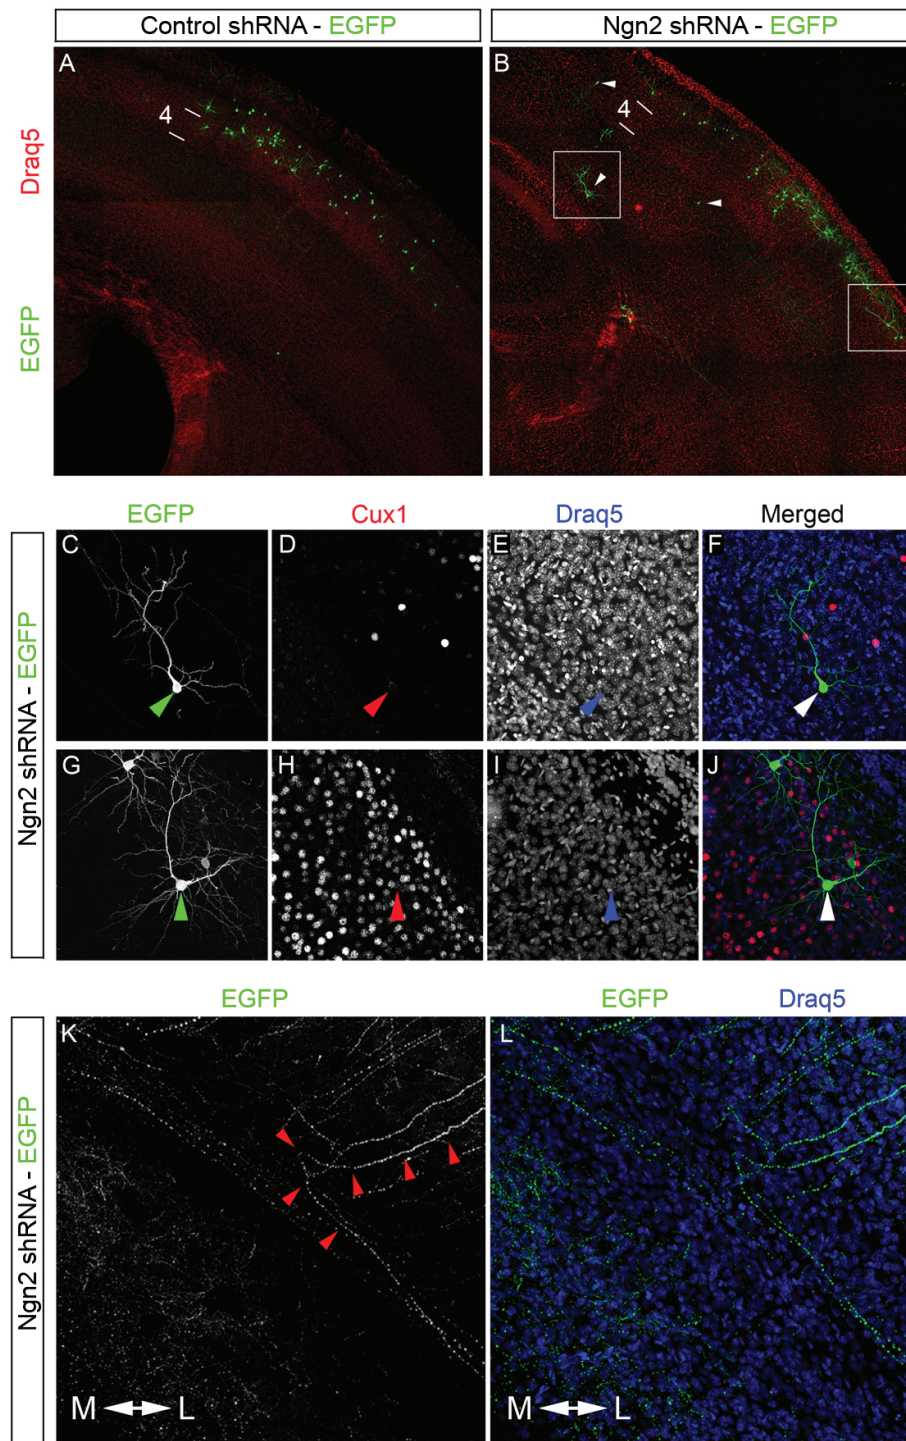 Control shRNA - EGFP
Ngn2 shRNA - EGFP
A
B
4
4
Draq5
EGFP
EGFP
Cux1
Draq5
Merged
Ngn2 shRNA - EGFP
C
D
E
F
G
H
I
J
EGFP
EGFP
Draq5
Ngn2 shRNA - EGFP
K
L
M
L
M
L